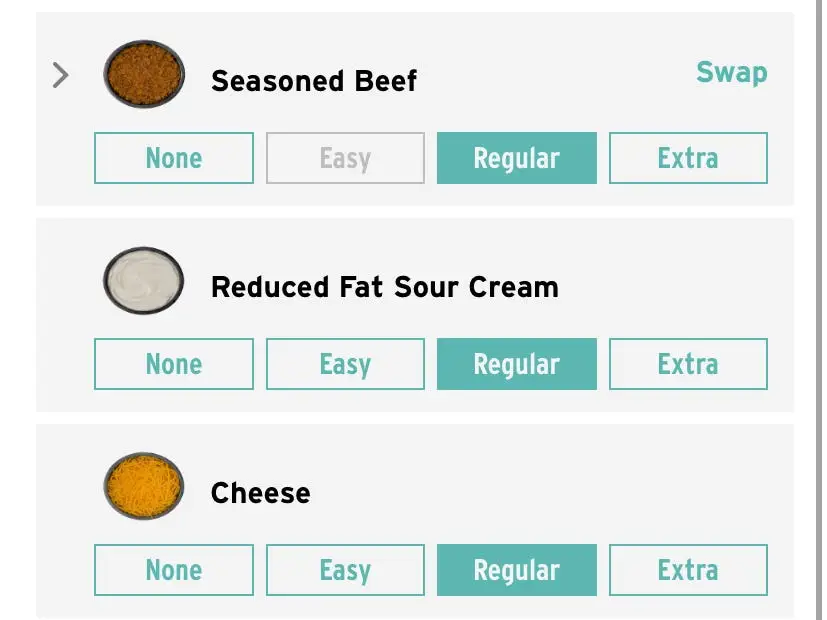 Seasoned Beef
Swap
None Easy Regular Extra
Reduced Fat Sour Cream
None Easy Regular Extra
Cheese
None Easy Regular Extra